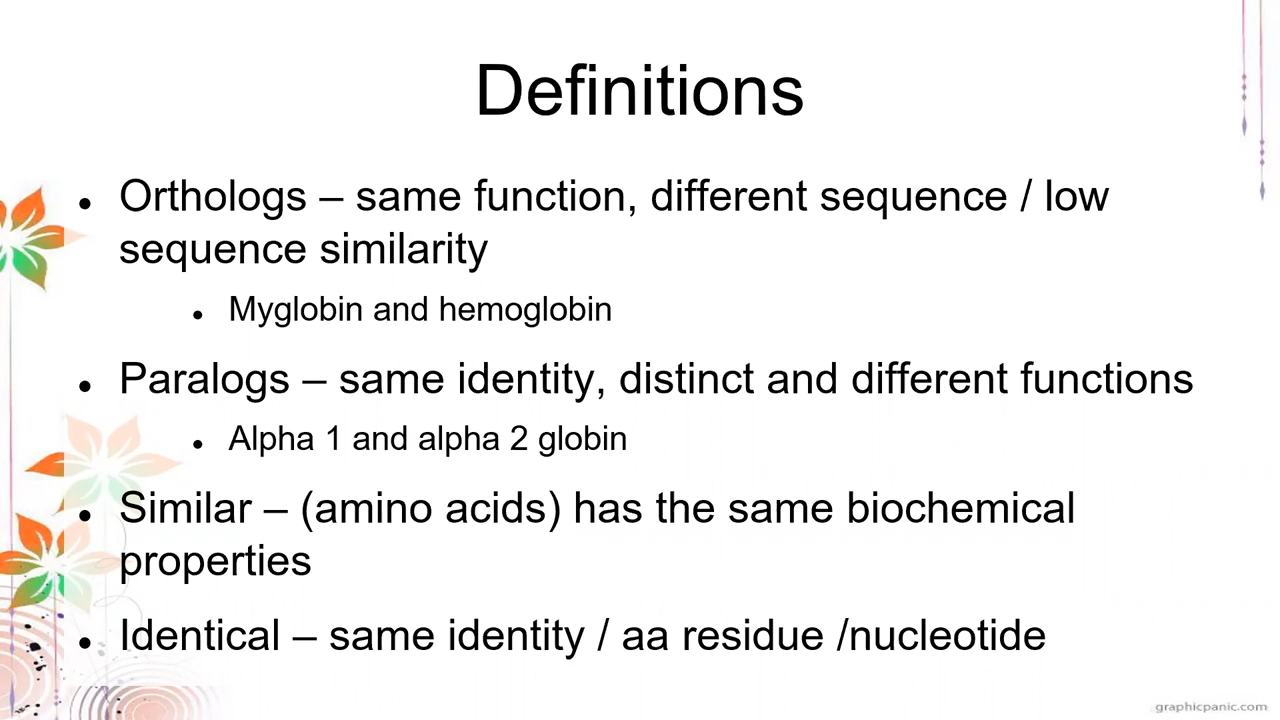 Definitions
• Orthologs – same function, different sequence / low
sequence similarity
• Myglobin and hemoglobin
• Paralogs – same identity, distinct and different functions
• Alpha 1 and alpha 2 globin
• Similar – (amino acids) has the same biochemical
properties
• Identical – same identity / aa residue /nucleotide
graphicpanic.com